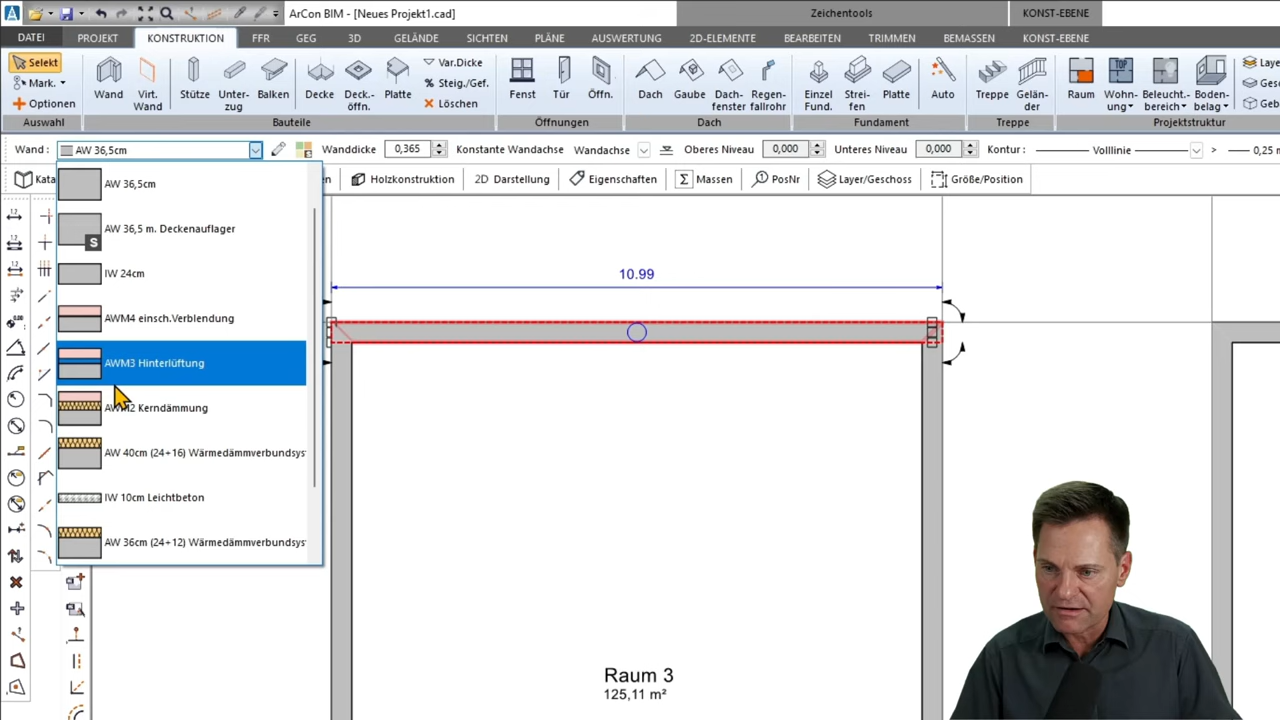 ArCon BIM - [Neues Projekt1.cad]
Zeichentools
KONST-EBENE
DATEI
PROJEKT
KONSTRUKTION
FFR
GEG
3D
GELÄNDE
SICHTEN
PLÄNE
AUSWERTUNG
2D-ELEMENTE
BEARBEITEN
TRIMMEN
BEMASSEN
KONST-EBENE
Selekt
Mark.
Optionen
Auswahl
Wand
Virt.
Wand
Stütze
Unter-
zug
Balken
Decke
Deck.-
öffn.
Platte
Var.Dicke
Steig./Gef.
Löschen
Bauteile
Fenst
Tür
Öffn.
Öffnungen
Dach
Gaube
Dach-
fenster
Regen-
fallrohr
Dach
Einzel
Fund.
Strei-
fen
Platte
Fundament
Auto
Treppe
Gelän-
der
Treppe
Raum
Wohn-
ung
Beleucht.-
bereich
Boden-
belag
Projektstruktur
Wand :
AW 36,5cm
Wanddicke
0,365
Konstante Wandachse
Wandachse
Oberes Niveau
0,000
Unteres Niveau
0,000
Kontur :
Volllinie
>
0,25
Kata
Holzkonstruktion
2D Darstellung
Eigenschaften
Massen
PosNr
Layer/Geschoss
Größe/Position
AW 36,5cm
AW 36,5 m. Deckenauflager
S
IW 24cm
AWM4 einsch.Verblendung
AWM3 Hinterlüftung
AWM2 Kerndämmung
AW 40cm (24+16) Wärmedämmverbundsys
IW 10cm Leichtbeton
AW 36cm (24+12) Wärmedämmverbundsys
10.99
Raum 3
125,11 m²